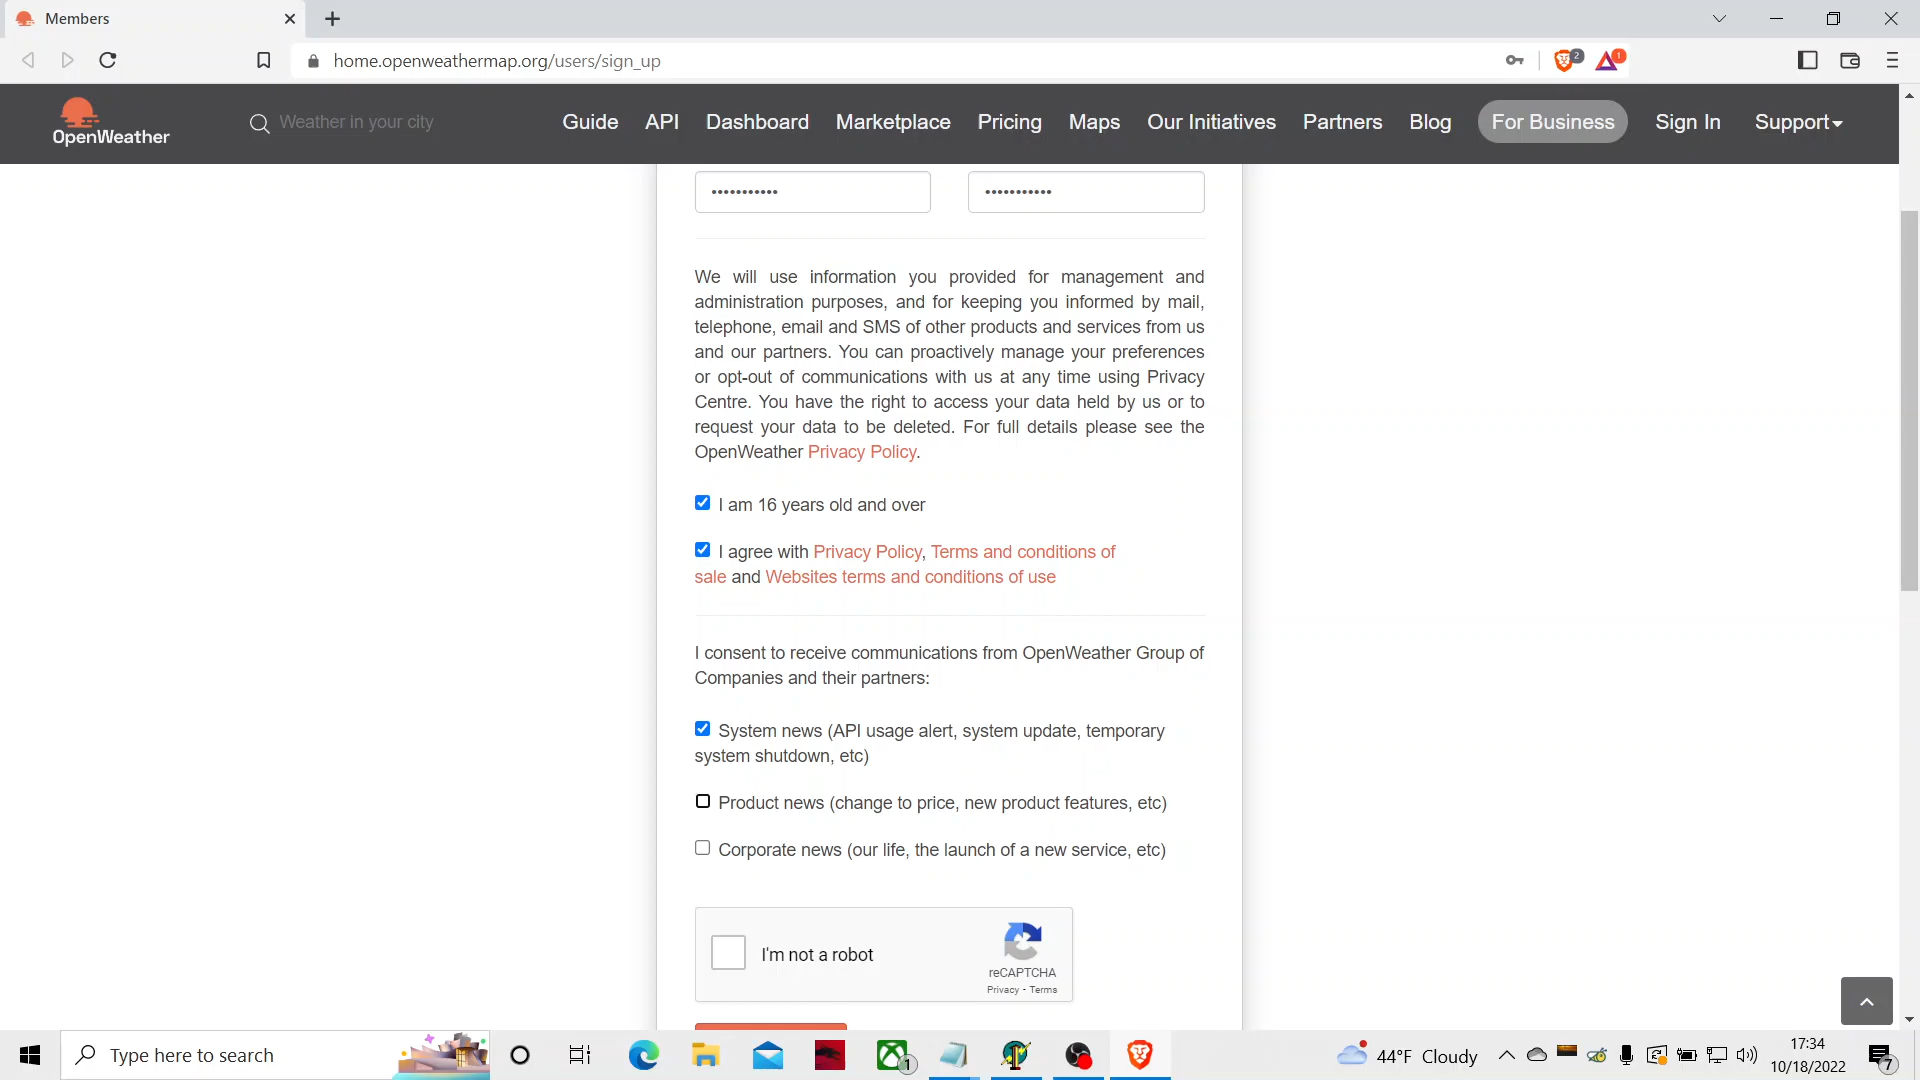 Members
home.openweathermap.org/users/sign_up
2
1
OpenWeather
Weather in your city
Guide
API
Dashboard
Marketplace
Pricing
Maps
Our Initiatives
Partners
Blog
For Business
Sign In
Support
•••••••••••
•••••••••••
We will use information you provided for management and
administration purposes, and for keeping you informed by mail,
telephone, email and SMS of other products and services from us
and our partners. You can proactively manage your preferences
or opt-out of communications with us at any time using Privacy
Centre. You have the right to access your data held by us or to
request your data to be deleted. For full details please see the
OpenWeather Privacy Policy.
I am 16 years old and over
I agree with Privacy Policy, Terms and conditions of
sale and Websites terms and conditions of use
I consent to receive communications from OpenWeather Group of
Companies and their partners:
System news (API usage alert, system update, temporary
system shutdown, etc)
Product news (change to price, new product features, etc)
Corporate news (our life, the launch of a new service, etc)
I'm not a robot
reCAPTCHA
Privacy - Terms
Type here to search
1
44°F Cloudy
17:34
10/18/2022
7